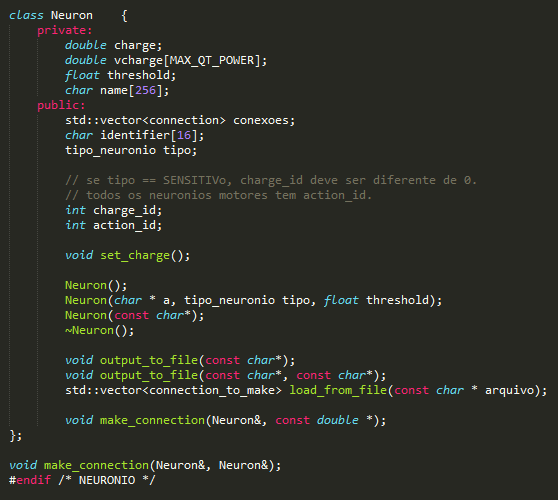 class Neuron    {
    private:
        double charge;
        double vcharge[MAX_QT_POWER];
        float threshold;
        char name[256];
    public:
        std::vector<connection> conexoes;
        char identifier[16];
        tipo_neuronio tipo;

        // se tipo == SENSITIVo, charge_id deve ser diferente de 0.
        // todos os neuronios motores tem action_id.
        int charge_id;
        int action_id;

        void set_charge();

        Neuron();
        Neuron(char * a, tipo_neuronio tipo, float threshold);
        Neuron(const char*);
        ~Neuron();

        void output_to_file(const char*);
        void output_to_file(const char*, const char*);
        std::vector<connection_to_make> load_from_file(const char * arquivo);

        void make_connection(Neuron&, const double *);
};

void make_connection(Neuron&, Neuron&);
#endif /* NEURONIO */